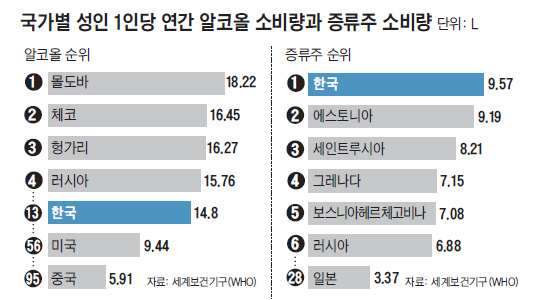 국가별 성인 1인당 연간 알코올 소비량과 증류주 소비량 단위: L
알코올 순위
1 몰도바 18.22
2 체코 16.45
3 헝가리 16.27
4 러시아 15.76
13 한국 14.8
56 미국 9.44
95 중국 5.91
자료: 세계보건기구(WHO)
증류주 순위
1 한국 9.57
2 에스토니아 9.19
3 세인트루시아 8.21
4 그레나다 7.15
5 보스니아헤르체고비나 7.08
6 러시아 6.88
28 일본 3.37
자료: 세계보건기구(WHO)